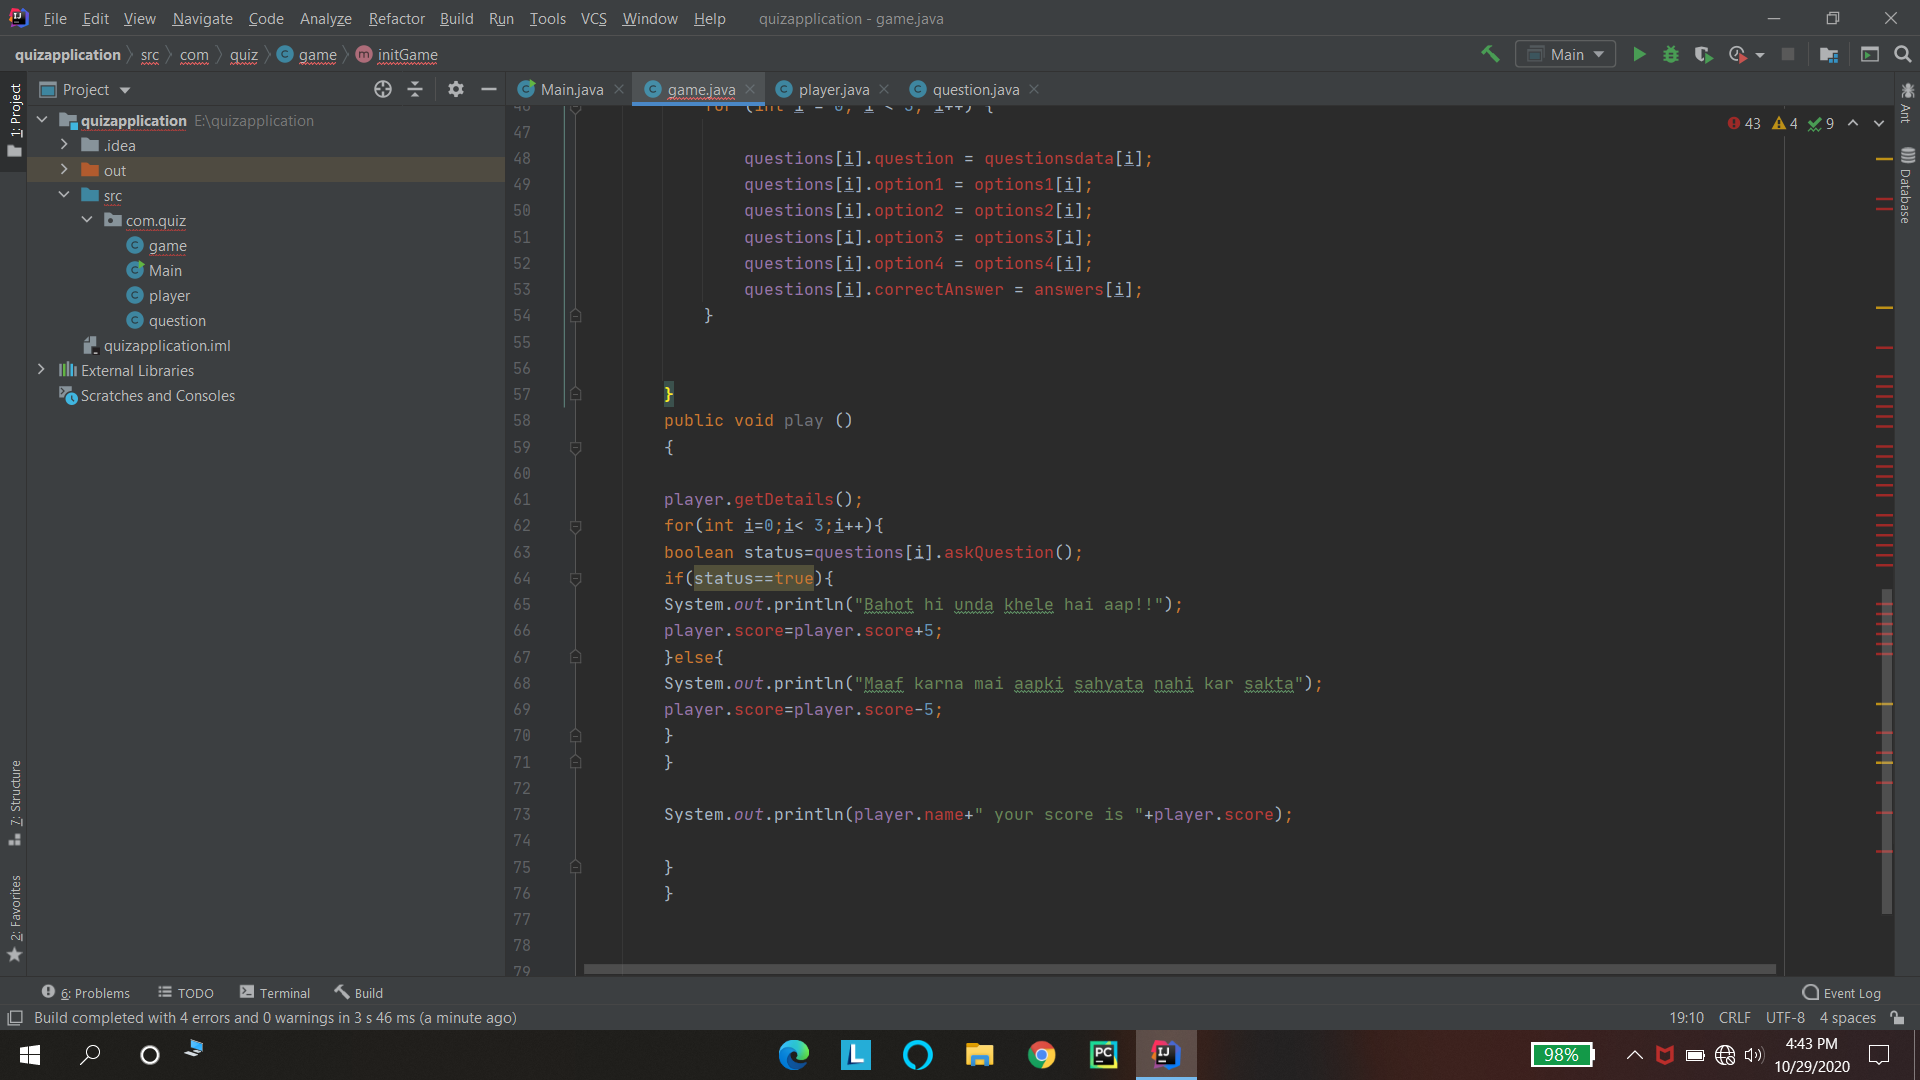 File Edit View Navigate Code Analyze Refactor Build Run Tools VCS Window Help quizapplication - game.java
quizapplication src com quiz game initGame Main
1: Project
Project
Main.java game.java player.java question.java
quizapplication E:\quizapplication
.idea
out
src
com.quiz
game
Main
player
question
quizapplication.iml
External Libraries
Scratches and Consoles
43 4 9
46 for (int i = 0; i < 3; i++) {
47
48 questions[i].question = questionsdata[i];
49 questions[i].option1 = options1[i];
50 questions[i].option2 = options2[i];
51 questions[i].option3 = options3[i];
52 questions[i].option4 = options4[i];
53 questions[i].correctAnswer = answers[i];
54 }
55
56
57 }
58 public void play ()
59 {
60
61 player.getDetails();
62 for(int i=0;i< 3;i++){
63 boolean status=questions[i].askQuestion();
64 if(status==true){
65 System.out.println("Bahot hi unda khele hai aap!!");
66 player.score=player.score+5;
67 }else{
68 System.out.println("Maaf karna mai aapki sahyata nahi kar sakta");
69 player.score=player.score-5;
70 }
71 }
72
73 System.out.println(player.name+" your score is "+player.score);
74
75 }
76 }
77
78
79
Ant
Database
7: Structure
2: Favorites
6: Problems TODO Terminal Build Event Log
Build completed with 4 errors and 0 warnings in 3 s 46 ms (a minute ago) 19:10 CRLF UTF-8 4 spaces
L PC IJ 98% 4:43 PM
10/29/2020